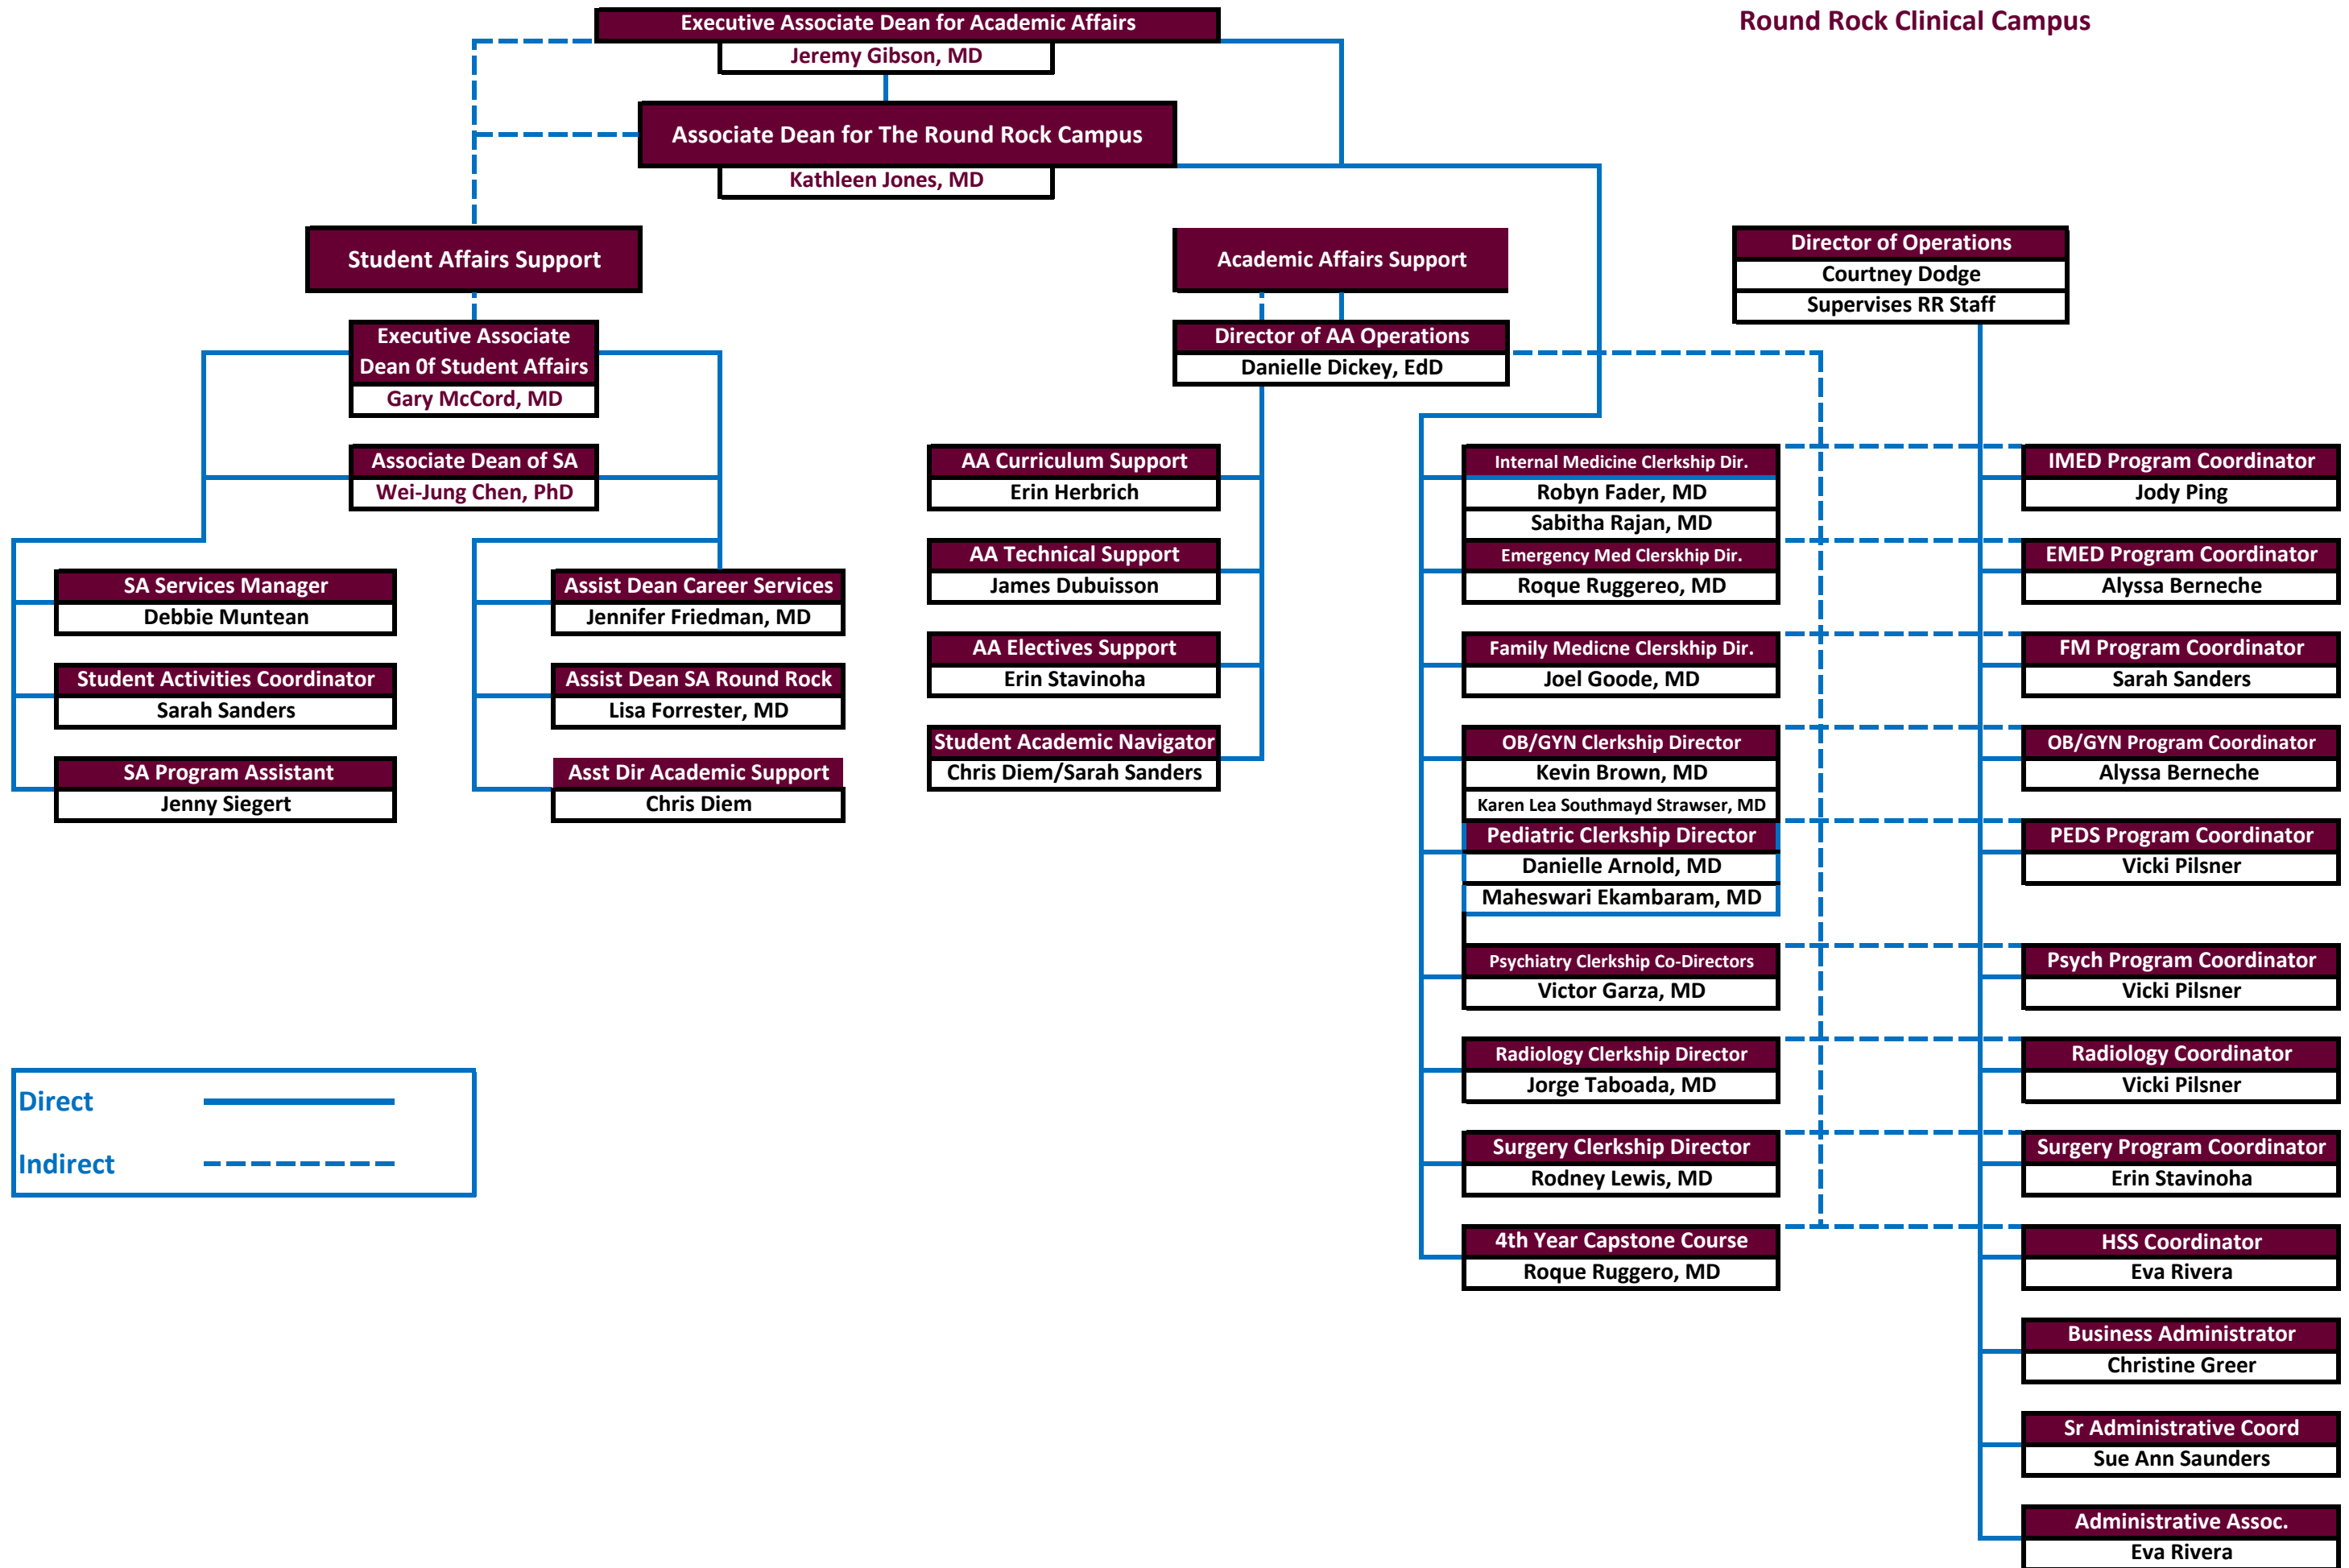 Round Rock Clinical Campus
Executive Associate Dean for Academic Affairs
Jeremy Gibson, MD
Associate Dean for The Round Rock Campus
Kathleen Jones, MD
Student Affairs Support
Executive Associate
Dean 0f Student Affairs
Gary McCord, MD
Associate Dean of SA
Wei-Jung Chen, PhD
SA Services Manager
Debbie Muntean
Student Activities Coordinator
Sarah Sanders
SA Program Assistant
Jenny Siegert
Assist Dean Career Services
Jennifer Friedman, MD
Assist Dean SA Round Rock
Lisa Forrester, MD
Asst Dir Academic Support
Chris Diem
Academic Affairs Support
Director of AA Operations
Danielle Dickey, EdD
AA Curriculum Support
Erin Herbrich
AA Technical Support
James Dubuisson
AA Electives Support
Erin Stavinoha
Student Academic Navigator
Chris Diem/Sarah Sanders
Internal Medicine Clerkship Dir.
Robyn Fader, MD
Sabitha Rajan, MD
Emergency Med Clerskhip Dir.
Roque Ruggereo, MD
Family Medicne Clerskhip Dir.
Joel Goode, MD
OB/GYN Clerkship Director
Kevin Brown, MD
Karen Lea Southmayd Strawser, MD
Pediatric Clerkship Director
Danielle Arnold, MD
Maheswari Ekambaram, MD
Psychiatry Clerkship Co-Directors
Victor Garza, MD
Radiology Clerkship Director
Jorge Taboada, MD
Surgery Clerkship Director
Rodney Lewis, MD
4th Year Capstone Course
Roque Ruggero, MD
Director of Operations
Courtney Dodge
Supervises RR Staff
IMED Program Coordinator
Jody Ping
EMED Program Coordinator
Alyssa Berneche
FM Program Coordinator
Sarah Sanders
OB/GYN Program Coordinator
Alyssa Berneche
PEDS Program Coordinator
Vicki Pilsner
Psych Program Coordinator
Vicki Pilsner
Radiology Coordinator
Vicki Pilsner
Surgery Program Coordinator
Erin Stavinoha
HSS Coordinator
Eva Rivera
Business Administrator
Christine Greer
Sr Administrative Coord
Sue Ann Saunders
Administrative Assoc.
Eva Rivera
Direct
Indirect